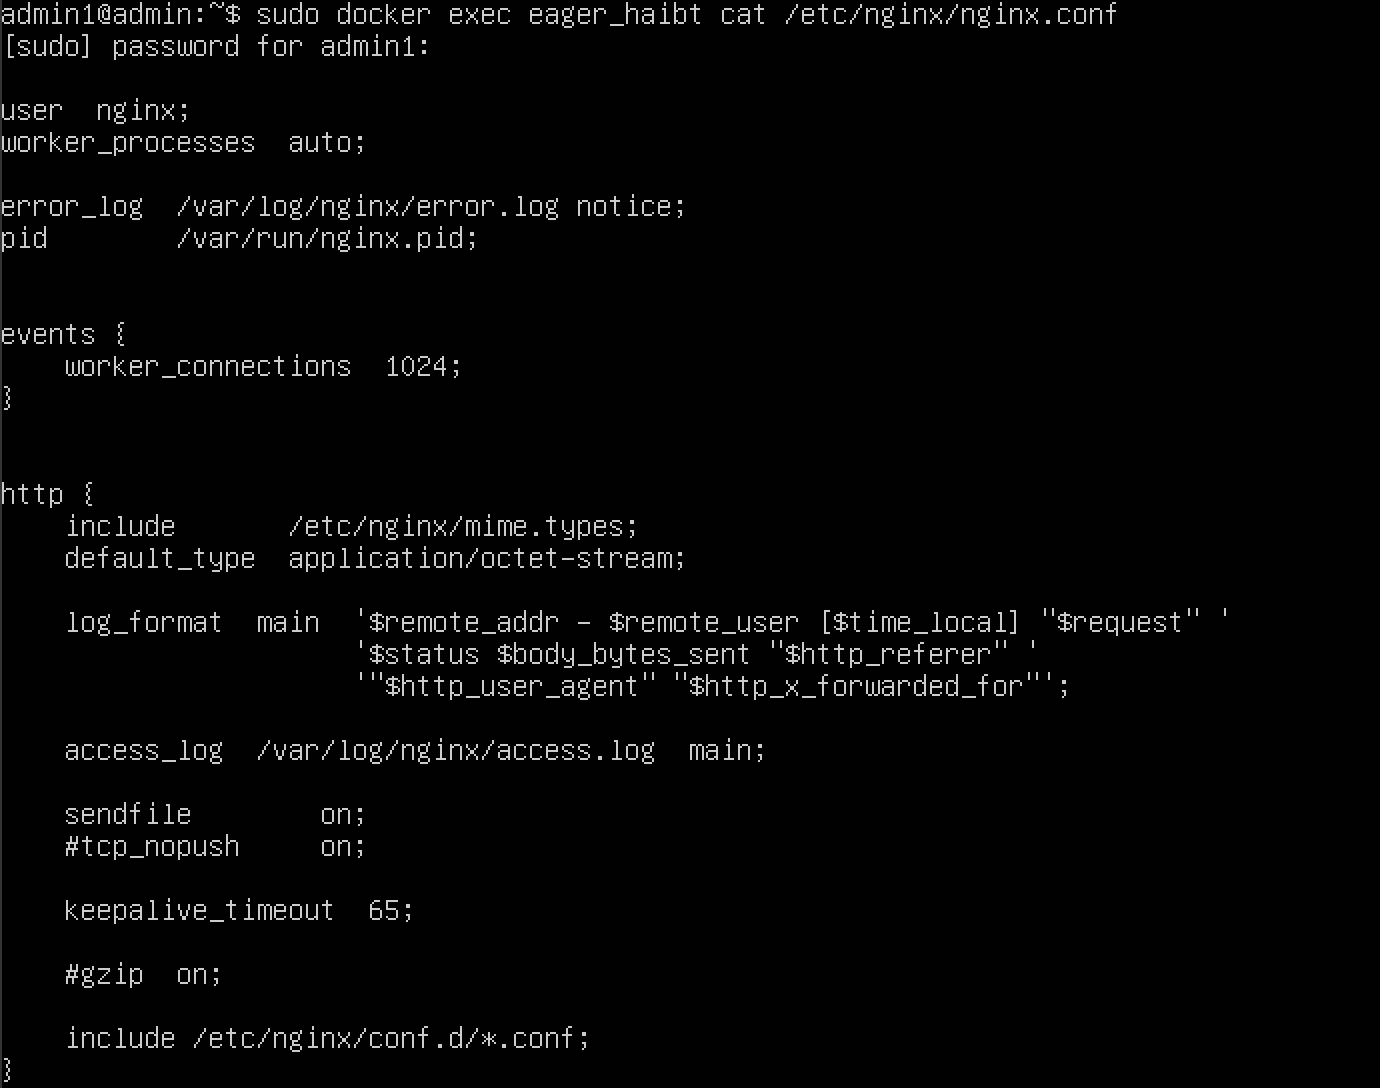 admin1@admin:~$ sudo docker exec eager_haibt cat /etc/nginx/nginx.conf
[sudo] password for admin1:

user  nginx;
worker_processes  auto;

error_log  /var/log/nginx/error.log notice;
pid        /var/run/nginx.pid;


events {
    worker_connections  1024;
}


http {
    include       /etc/nginx/mime.types;
    default_type  application/octet-stream;

    log_format  main  '$remote_addr - $remote_user [$time_local] "$request" '
                      '$status $body_bytes_sent "$http_referer" '
                      '"$http_user_agent" "$http_x_forwarded_for"';

    access_log  /var/log/nginx/access.log  main;

    sendfile        on;
    #tcp_nopush     on;

    keepalive_timeout  65;

    #gzip  on;

    include /etc/nginx/conf.d/*.conf;
}